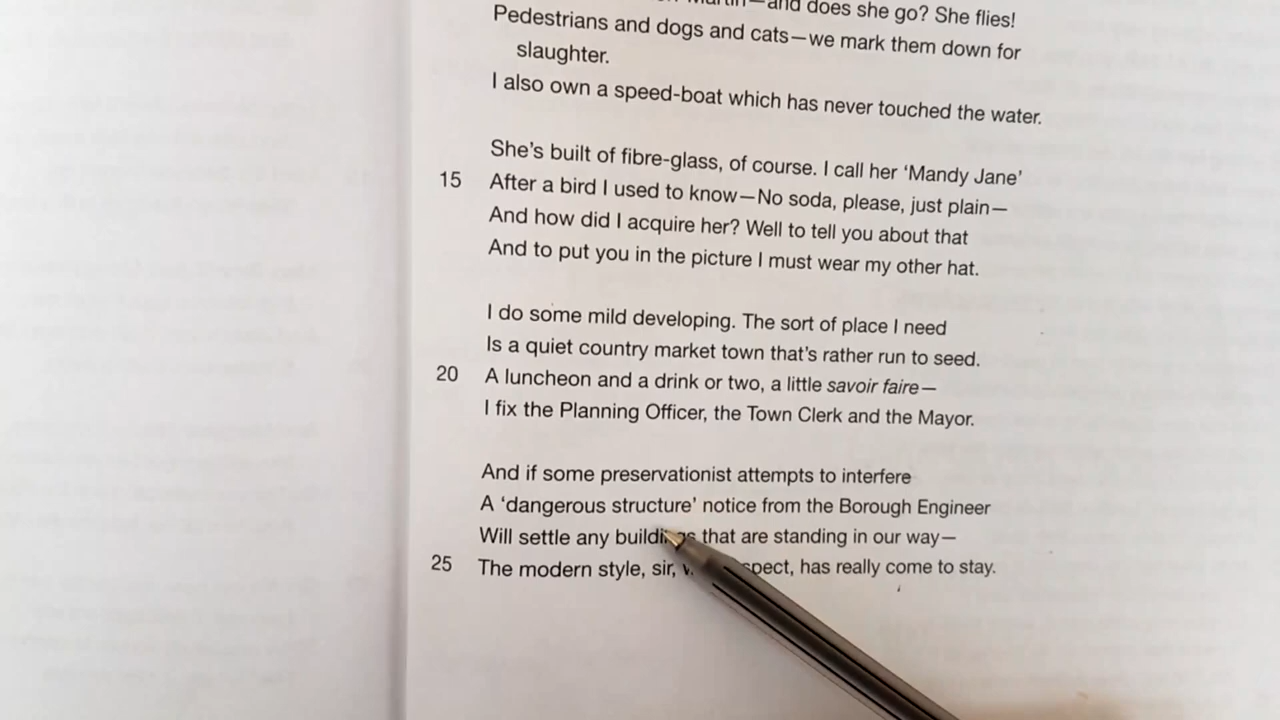 and does she go? She flies!
Pedestrians and dogs and cats—we mark them down for
slaughter.
I also own a speed-boat which has never touched the water.
She's built of fibre-glass, of course. I call her 'Mandy Jane'
15 After a bird I used to know—No soda, please, just plain—
And how did I acquire her? Well to tell you about that
And to put you in the picture I must wear my other hat.
I do some mild developing. The sort of place I need
Is a quiet country market town that's rather run to seed.
20 A luncheon and a drink or two, a little savoir faire—
I fix the Planning Officer, the Town Clerk and the Mayor.
And if some preservationist attempts to interfere
A 'dangerous structure' notice from the Borough Engineer
Will settle any buildings that are standing in our way—
25 The modern style, sir, has really come to stay.